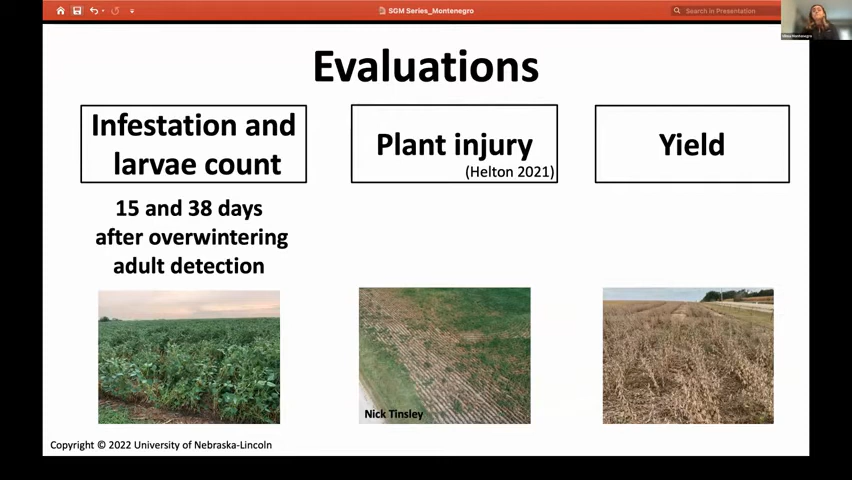 SGM Series_Montenegro
Search in Presentation
Evaluations
Infestation and
larvae count
Plant injury
(Helton 2021)
Yield
15 and 38 days
after overwintering
adult detection
Nick Tinsley
Copyright © 2022 University of Nebraska-Lincoln